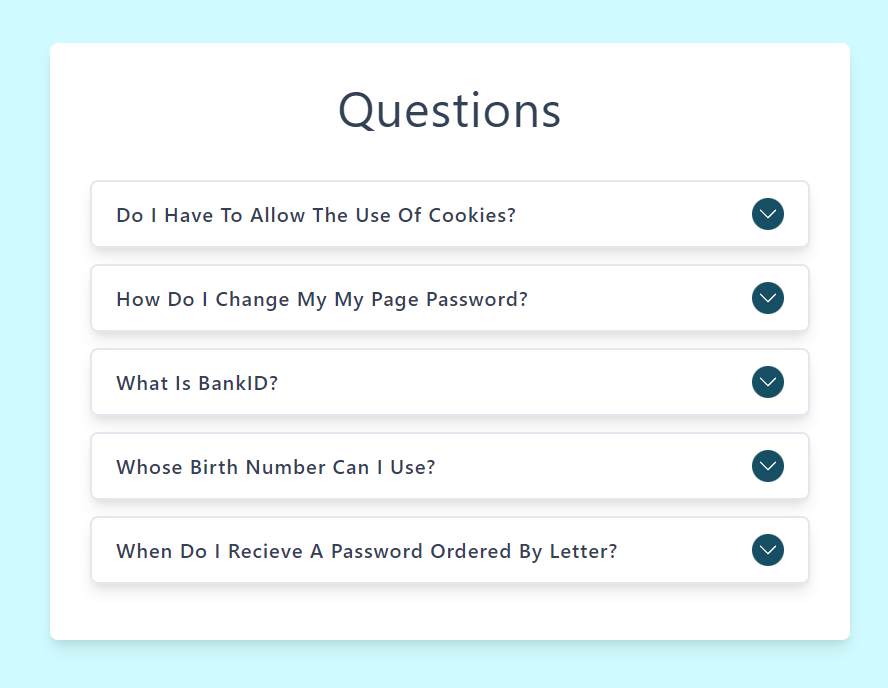 Questions
Do I Have To Allow The Use Of Cookies?
How Do I Change My My Page Password?
What Is BankID?
Whose Birth Number Can I Use?
When Do I Recieve A Password Ordered By Letter?